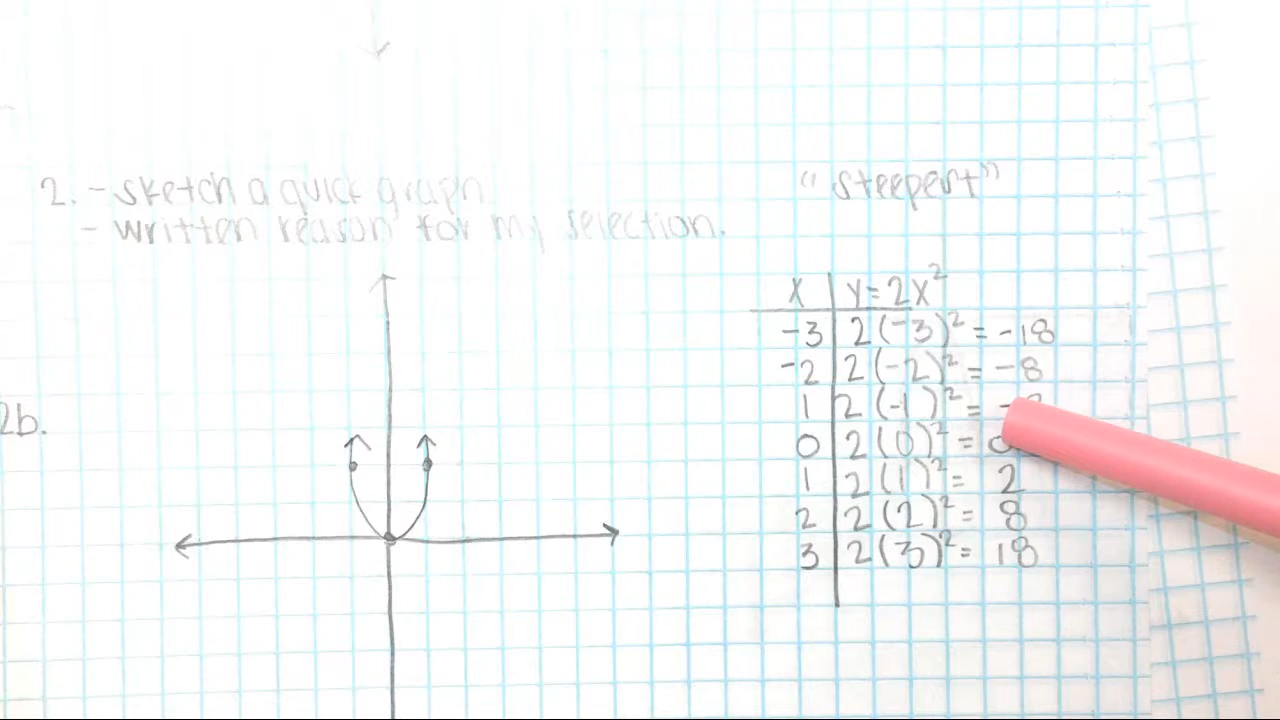 2. - sketch a quick graph
- written reason for my selection.
"steepest"
x | y=2x²
-3 | 2(-3)² = -18
-2 | 2(-2)² = -8
1 | 2(-1)² = -
0 | 2(0)² = 0
1 | 2(1)² = 2
2 | 2(2)² = 8
3 | 2(3)² = 18
2b.